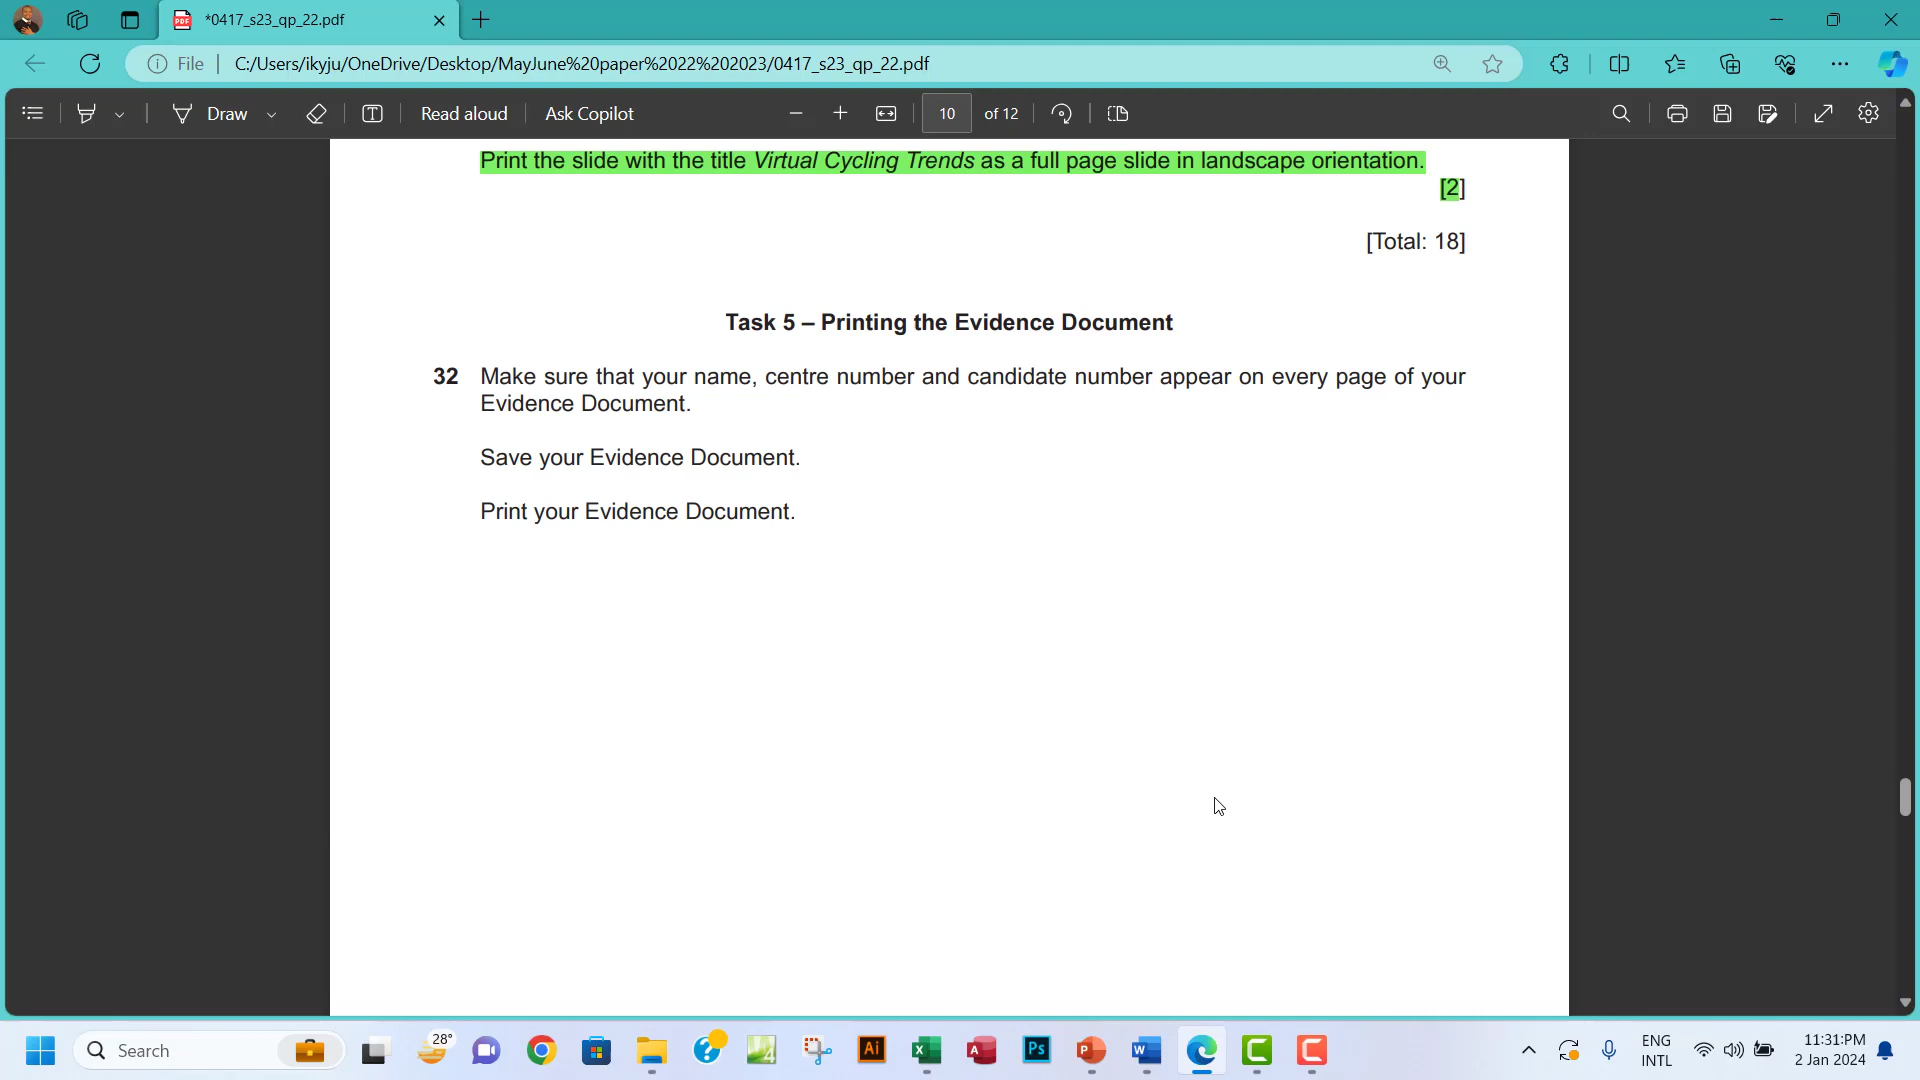 *0417_s23_qp_22.pdf
File
C:/Users/ikyju/OneDrive/Desktop/MayJune%20paper%2022%202023/0417_s23_qp_22.pdf
Draw
Read aloud
Ask Copilot
10 of 12
Print the slide with the title Virtual Cycling Trends as a full page slide in landscape orientation.
[2]
[Total: 18]
Task 5 – Printing the Evidence Document
32 Make sure that your name, centre number and candidate number appear on every page of your
Evidence Document.
Save your Evidence Document.
Print your Evidence Document.
Search
28°
ENG
INTL
11:31:PM
2 Jan 2024